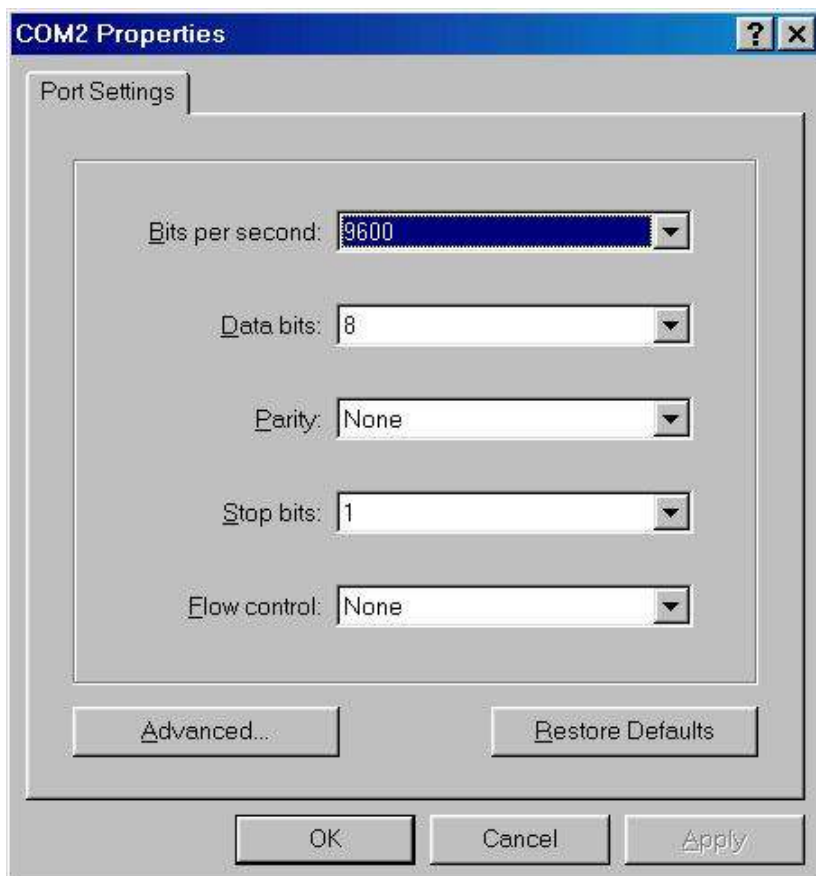 COM2 Properties
Port Settings
Bits per second: 9600
Data bits: 8
Parity: None
Stop bits: 1
Flow control: None
Advanced... Restore Defaults
OK Cancel Apply